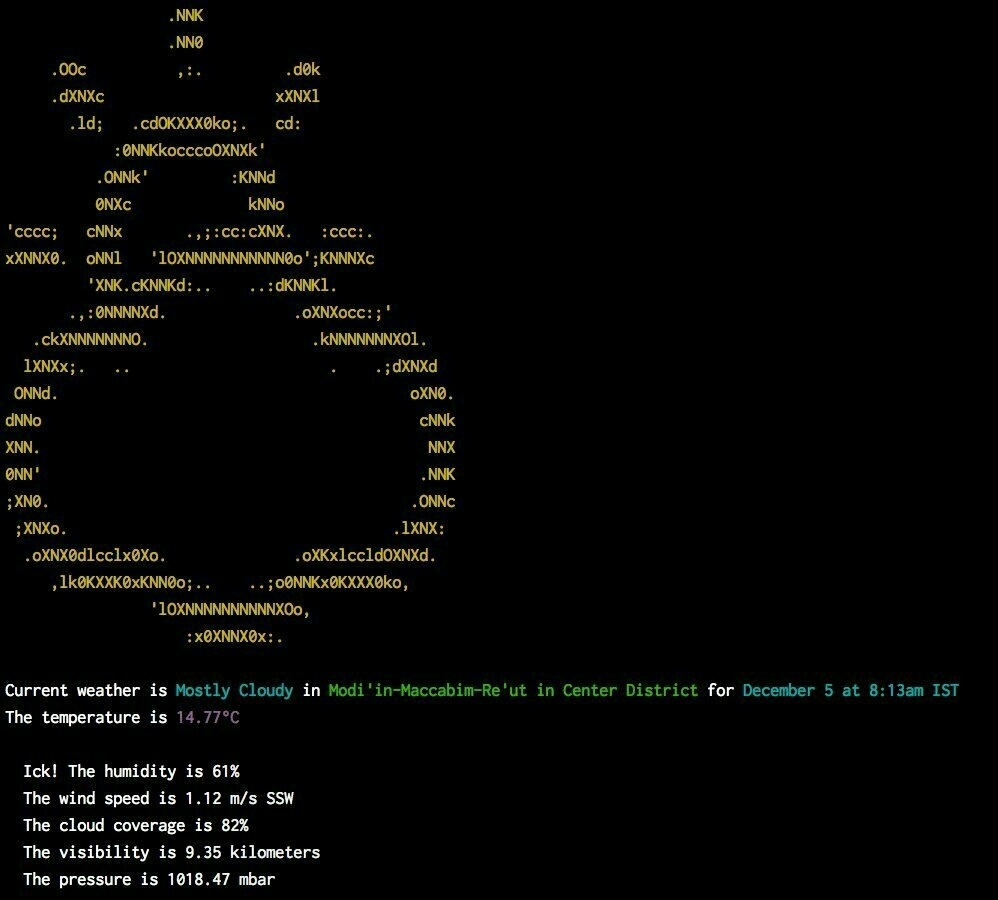 .NNK
.NN0
.OOc ,:. .d0k
.dXNXc xXNXl
.ld; .cdOKXXX0ko;. cd:
:0NNKkocccoOXNXk'
.ONNk' :KNNd
0NXc kNNo
'cccc; cNNx .,;:cc:cXNX. :ccc:.
xXNNX0. oNNl 'lOXNNNNNNNNNN0o';KNNNXc
'XNK.cKNNKd:.. ..:dKNNKl.
.,:0NNNNXd. .oXNXocc:;'
.ckXNNNNNNO. .kNNNNNNNXOl.
lXNXx;. .. . .;dXNXd
ONNd. oXN0.
dNNo cNNk
XNN. NNX
0NN' .NNK
;XN0. .ONNc
;XNXo. .lXNX:
.oXNX0dlcclx0Xo. .oXKxlccldOXNXd.
,lk0KXXK0xKNN0o;.. ..;o0NNKx0KXXX0ko,
'lOXNNNNNNNNNNXOo,
:x0XNNX0x:.
Current weather is Mostly Cloudy in Modi'in-Maccabim-Re'ut in Center District for December 5 at 8:13am IST
The temperature is 14.77°C
Ick! The humidity is 61%
The wind speed is 1.12 m/s SSW
The cloud coverage is 82%
The visibility is 9.35 kilometers
The pressure is 1018.47 mbar